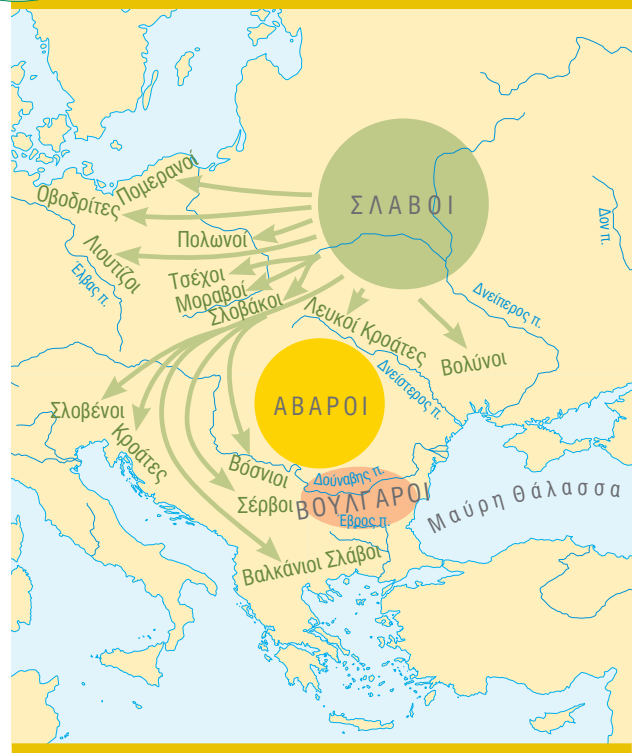 Πομερανοί
Οβοδρίτες
ΣΛΑΒΟΙ
Πολωνοί
Λιουτίζοι
Δον π.
Έλβας π.
Τσέχοι
Μοραβοί
Σλοβάκοι
Λευκοί Κροάτες
Δνείπερος π.
Βολύνοι
Δνείστερος π.
ΑΒΑΡΟΙ
Σλοβένοι
Κροάτες
Βόσνιοι
Δούναβης π.
Σέρβοι
ΒΟΥΛΓΑΡΟΙ
Έβρος π.
Μαύρη Θάλασσα
Βαλκάνιοι Σλάβοι